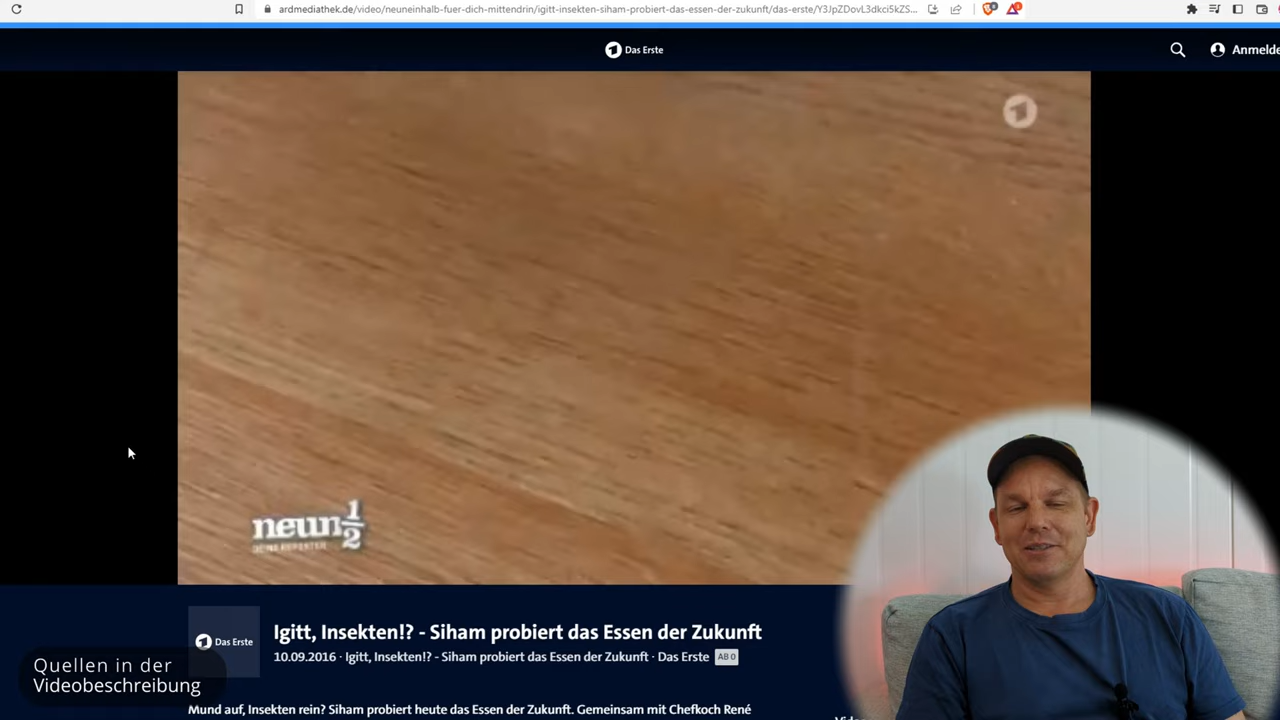 ardmediathek.de/video/neuneinhalb-fuer-dich-mittendrin/igitt-insekten-siham-probiert-das-essen-der-zukunft/das-erste/Y3JpZDovL3dkci5kZS...
Das Erste
Anmelde
neun 1/2
DEINE REPORTER
Das Erste
Igitt, Insekten!? - Siham probiert das Essen der Zukunft
10.09.2016 · Igitt, Insekten!? - Siham probiert das Essen der Zukunft · Das Erste AB 0
Quellen in der
Videobeschreibung
Mund auf, Insekten rein? Siham probiert heute das Essen der Zukunft. Gemeinsam mit Chefkoch René